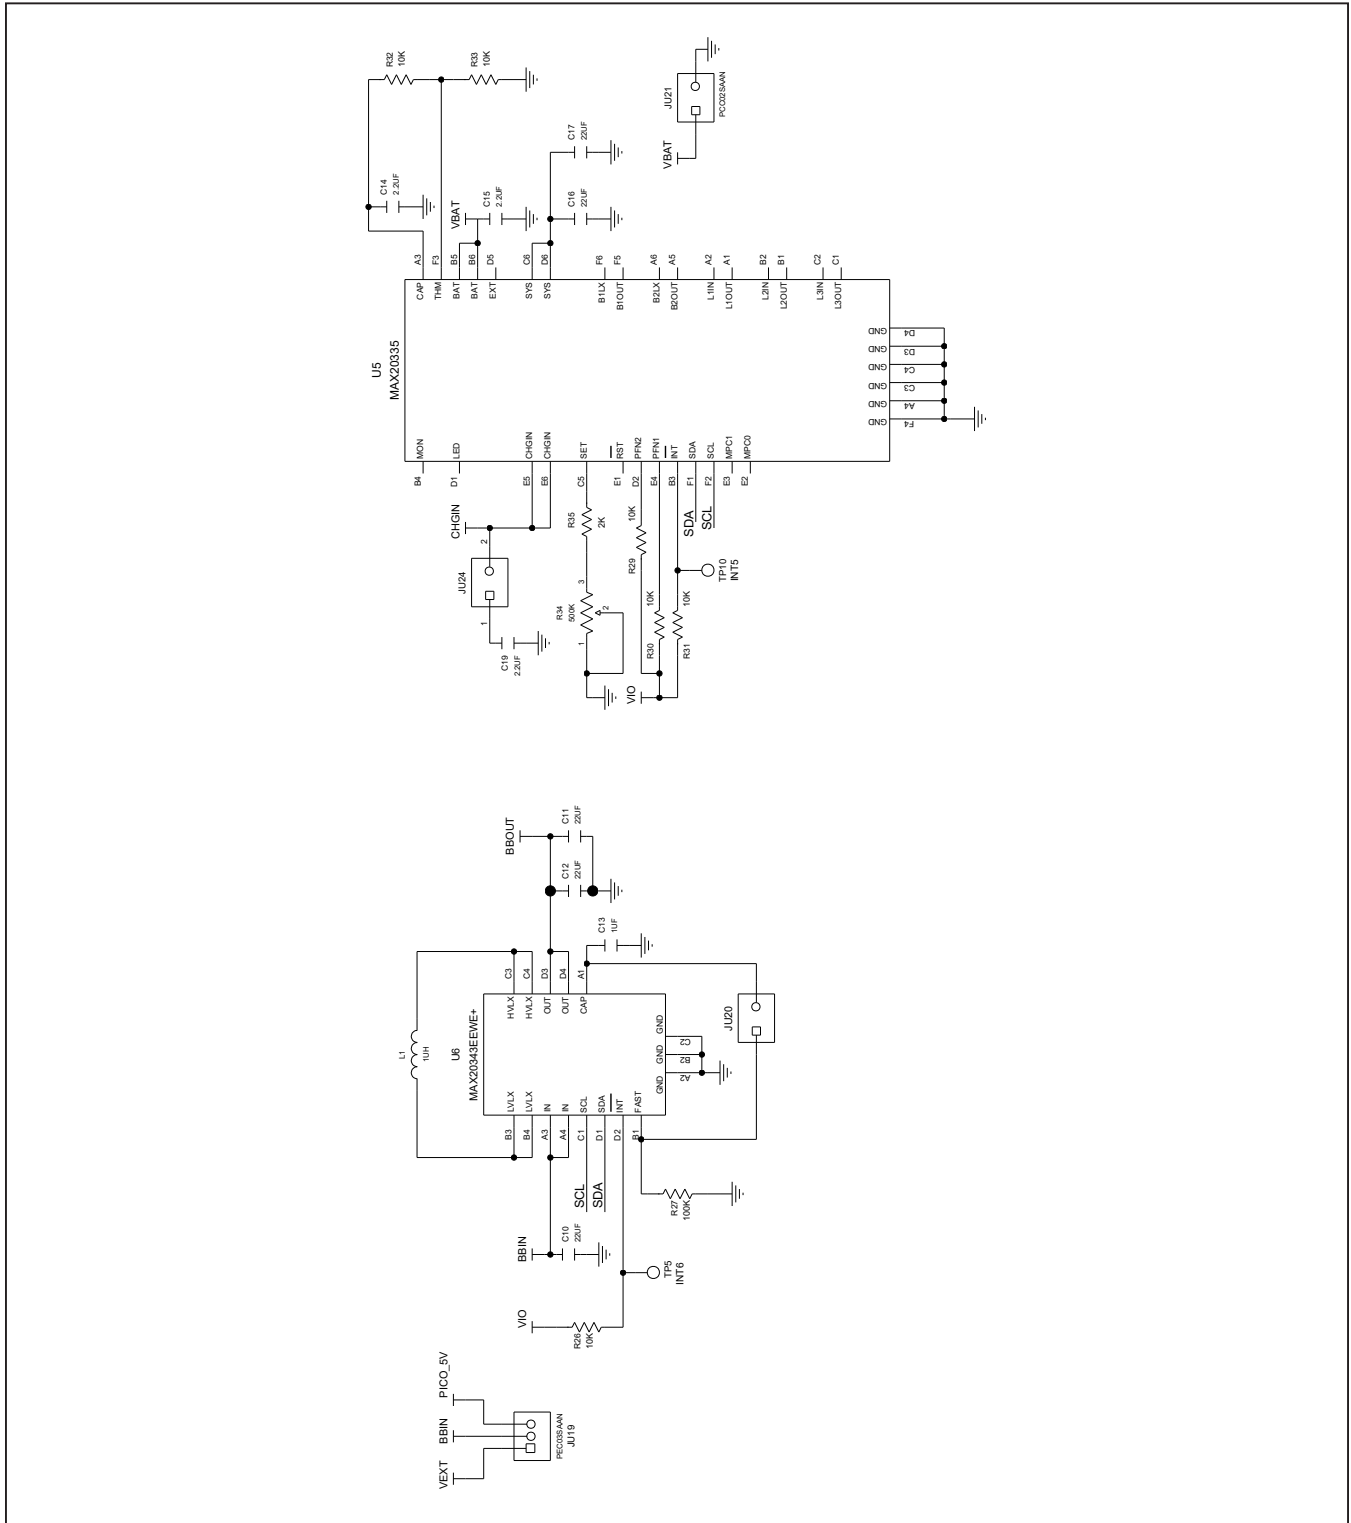 R32
10K
R33
10K
C14
2.2UF
VBAT
C15
2.2UF
C17
22UF
C16
22UF
JU21
PCC02SAAN
VBAT
A3
F3
B5
B6
D5
C6
D6
F6
F5
A6
A5
A2
A1
B2
B1
C2
C1
CAP
THM
BAT
BAT
EXT
SYS
SYS
B1LX
B1OUT
B2LX
B2OUT
L1IN
L1OUT
L2IN
L2OUT
L3IN
L3OUT
U5
MAX20335
GND
D4
GND
D3
GND
C4
GND
C3
GND
A4
GND
F4
MON
LED
CHGIN
CHGIN
SET
RST
PFN2
PFN1
INT
SDA
SCL
MPC1
MPC0
B4
D1
E5
E6
C5
E1
D2
E4
B3
F1
F2
E3
E2
CHGIN
2
JU24
1
C19
2.2UF
R35
2K
3
R34
500K
2
1
10K
R29
10K
R30
10K
R31
SDA
SCL
TP10
INT5
VIO
BBOUT
C11
22UF
C12
22UF
C13
1UF
C3
C4
D3
D4
A1
HVLX
HVLX
OUT
OUT
CAP
L1
1UH
U6
MAX20343EEWE+
GND
C2
GND
B2
GND
A2
JU20
LVLX
LVLX
IN
IN
SCL
SDA
INT
FAST
B3
B4
A3
A4
C1
D1
D2
B1
SCL
SDA
R27
100K
BBIN
C10
22UF
TP5
INT6
VIO
R26
10K
PICO_5V
BBIN
VEXT
PEC03SAAN
JU19